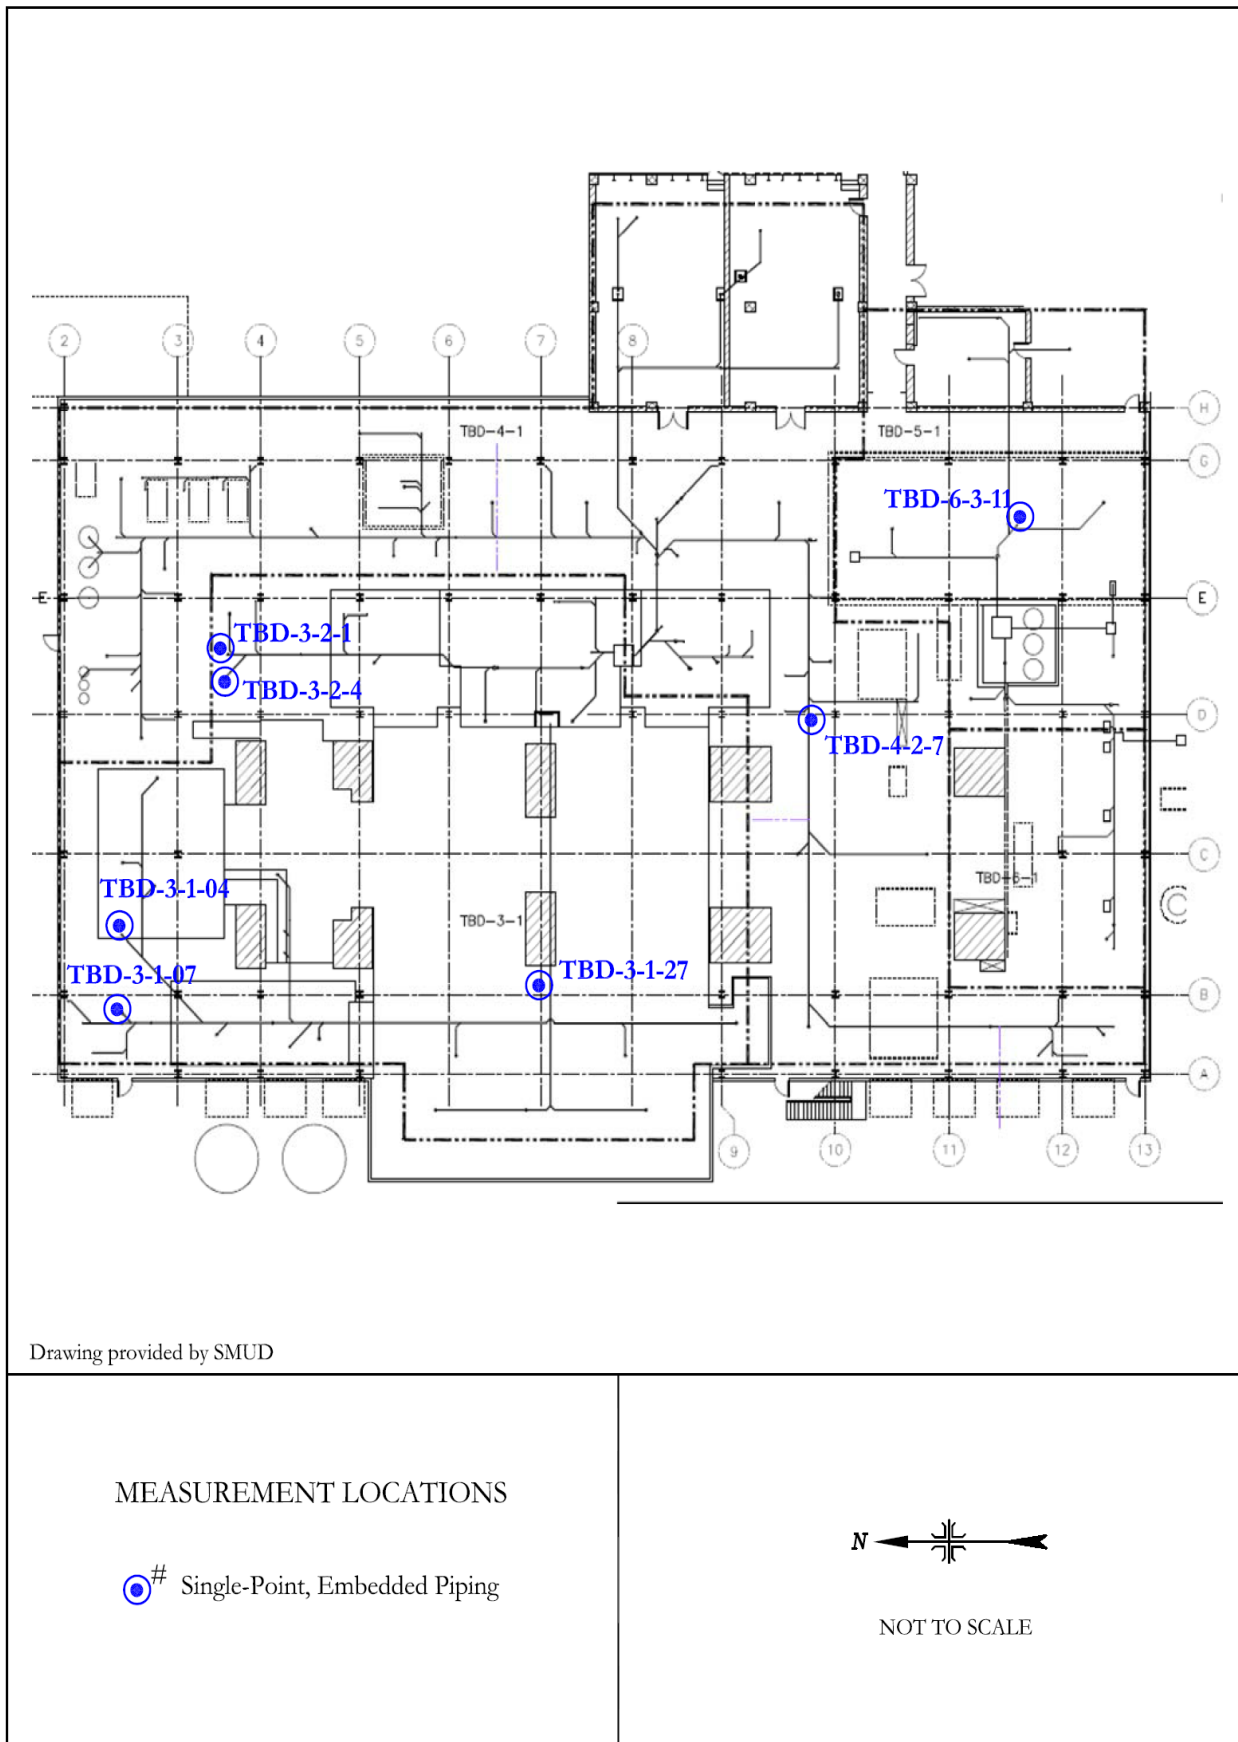 2
3
4
5
6
7
8
H
TBD-4-1
TBD-5-1
G
TBD-6-3-11
E
E
TBD-3-2-1
TBD-3-2-4
D
TBD-4-2-7
C
TBD-6-1
TBD-3-1-04
TBD-3-1
TBD-3-1-07
TBD-3-1-27
B
A
9
10
11
12
13
Drawing provided by SMUD
MEASUREMENT LOCATIONS
# Single-Point, Embedded Piping
N
NOT TO SCALE